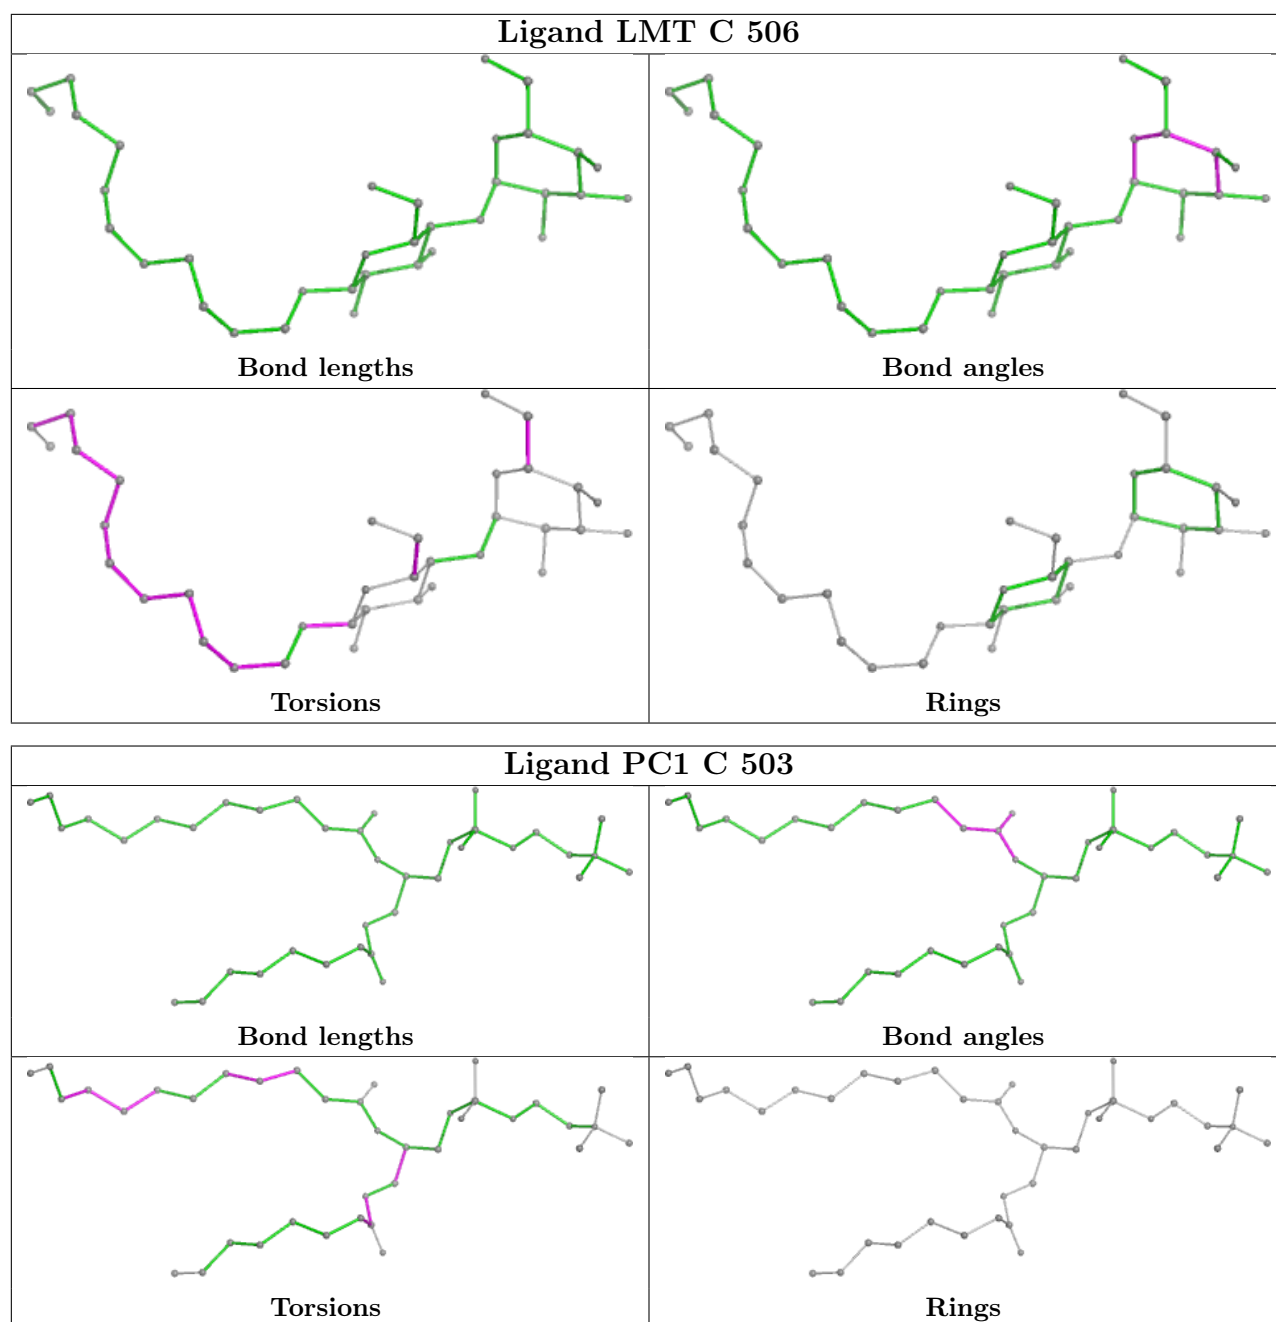 Ligand LMT C 506
Bond lengths
Bond angles
Torsions
Rings
Ligand PC1 C 503
Bond lengths
Bond angles
Torsions
Rings